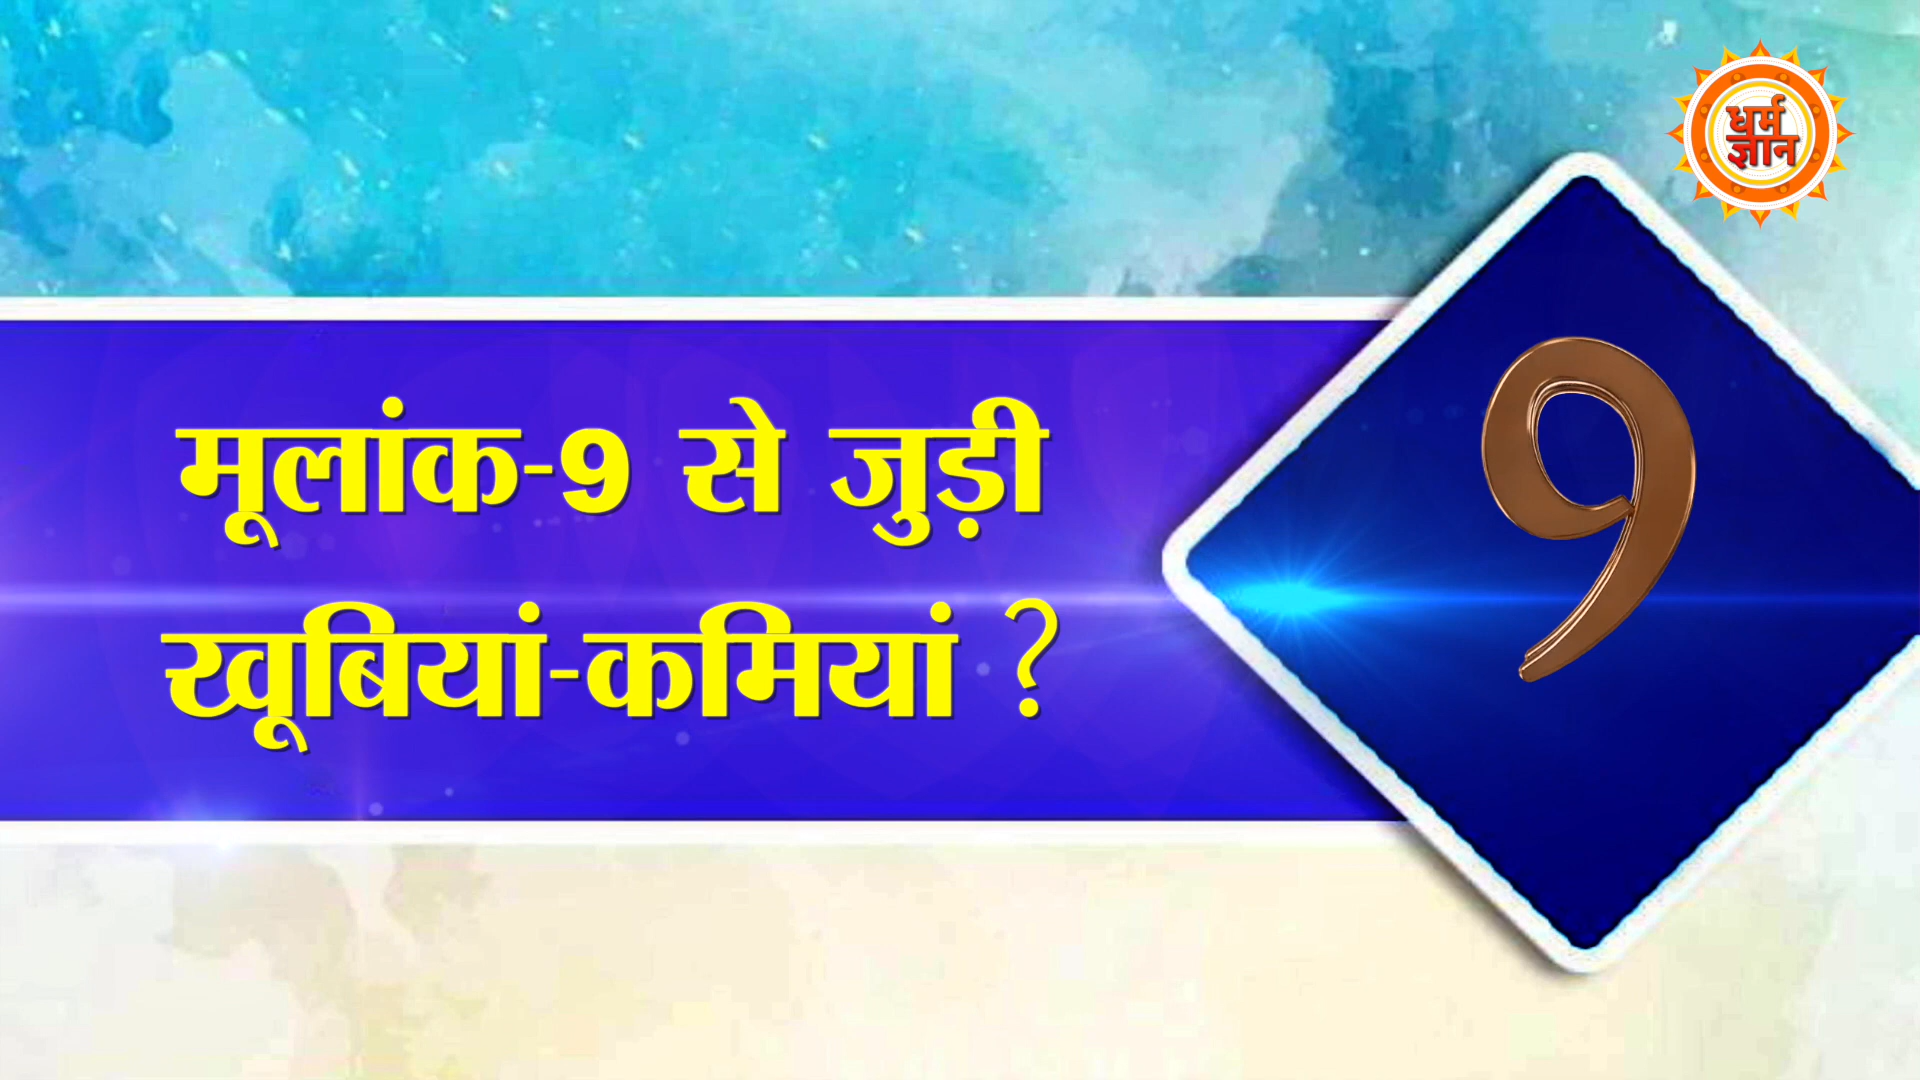 धर्म
ज्ञान
मूलांक-9 से जुड़ी
खूबियां-कमियां ?
9